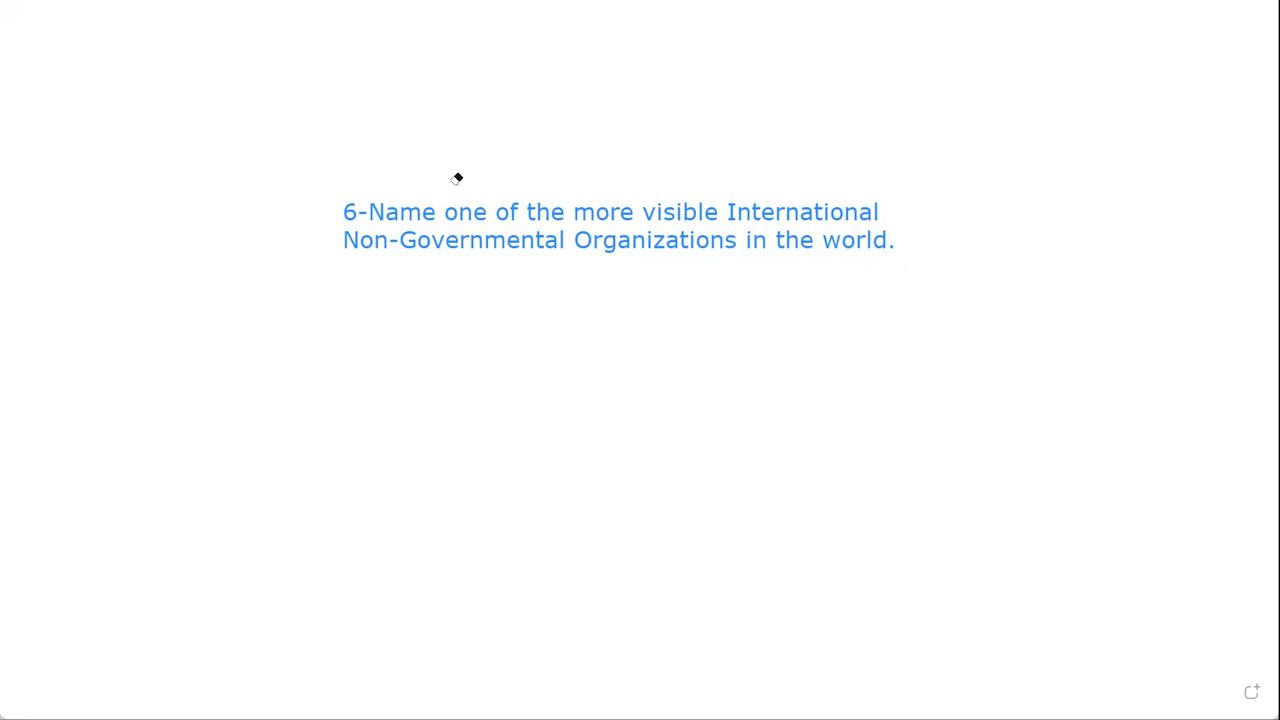 6-Name one of the more visible International
Non-Governmental Organizations in the world.